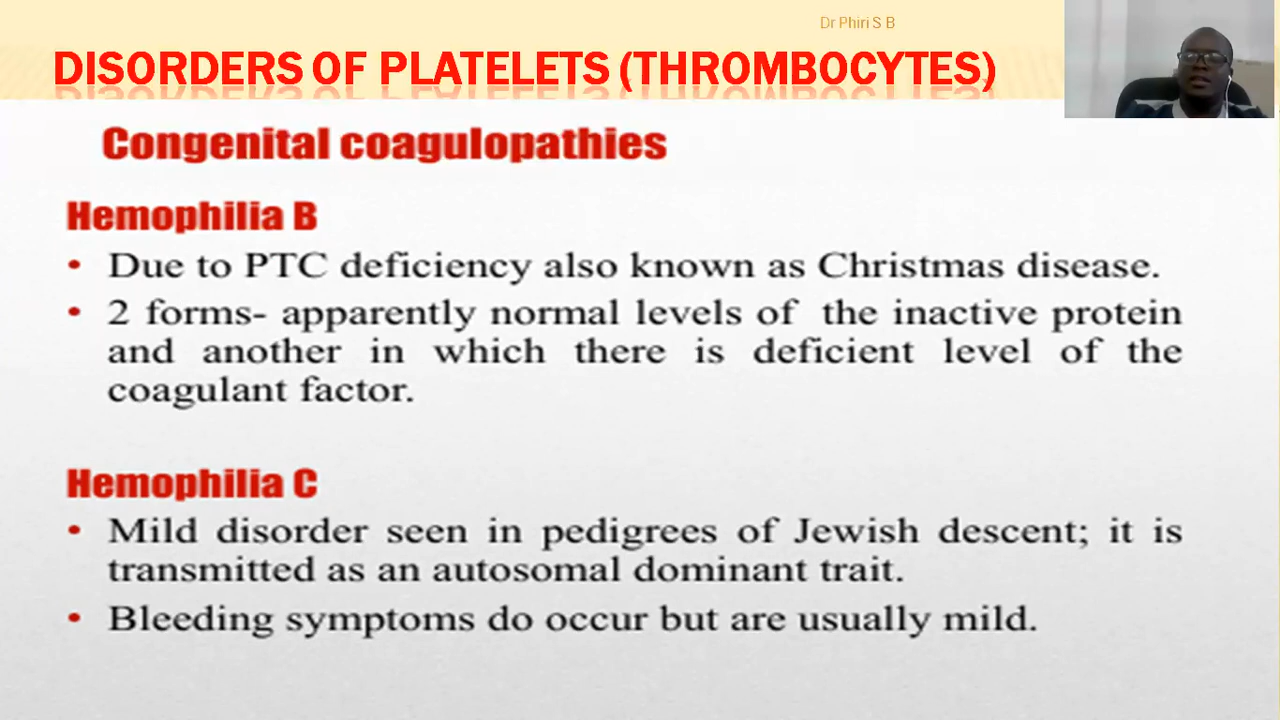 Dr Phiri S B
DISORDERS OF PLATELETS (THROMBOCYTES)
Congenital coagulopathies
Hemophilia B
• Due to PTC deficiency also known as Christmas disease.
• 2 forms- apparently normal levels of the inactive protein
and another in which there is deficient level of the
coagulant factor.
Hemophilia C
• Mild disorder seen in pedigrees of Jewish descent; it is
transmitted as an autosomal dominant trait.
• Bleeding symptoms do occur but are usually mild.